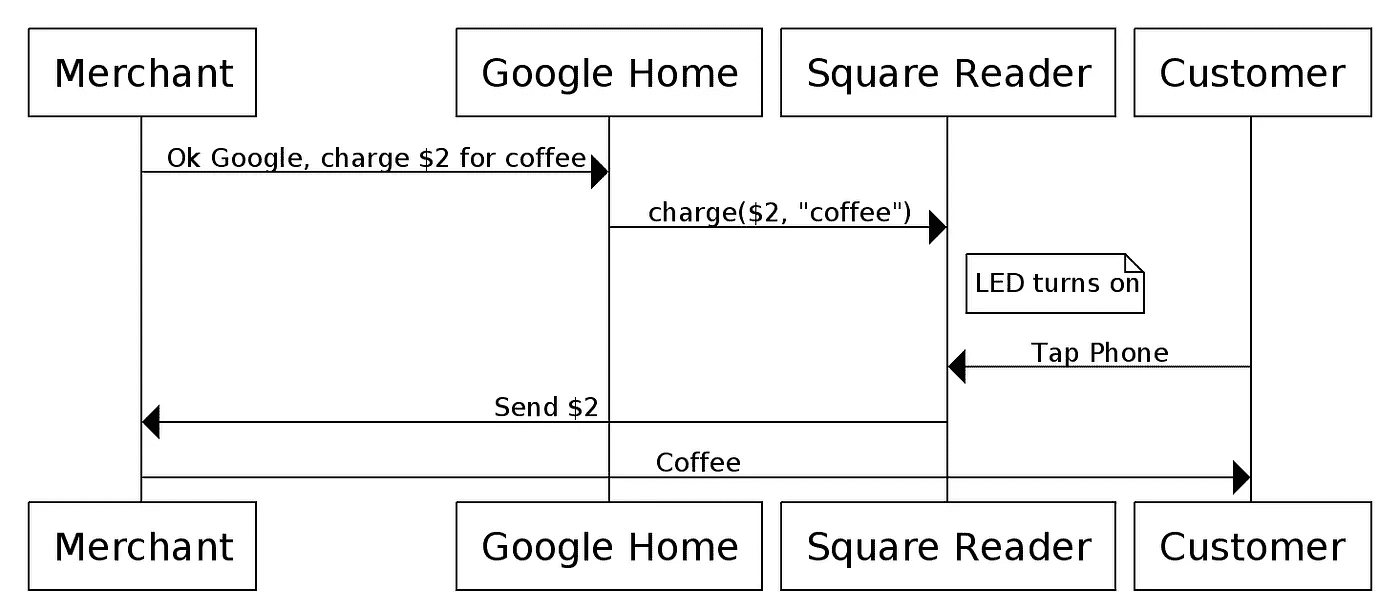 Merchant
Google Home
Square Reader
Customer
Ok Google, charge $2 for coffee
charge($2, "coffee")
LED turns on
Tap Phone
Send $2
Coffee
Merchant
Google Home
Square Reader
Customer